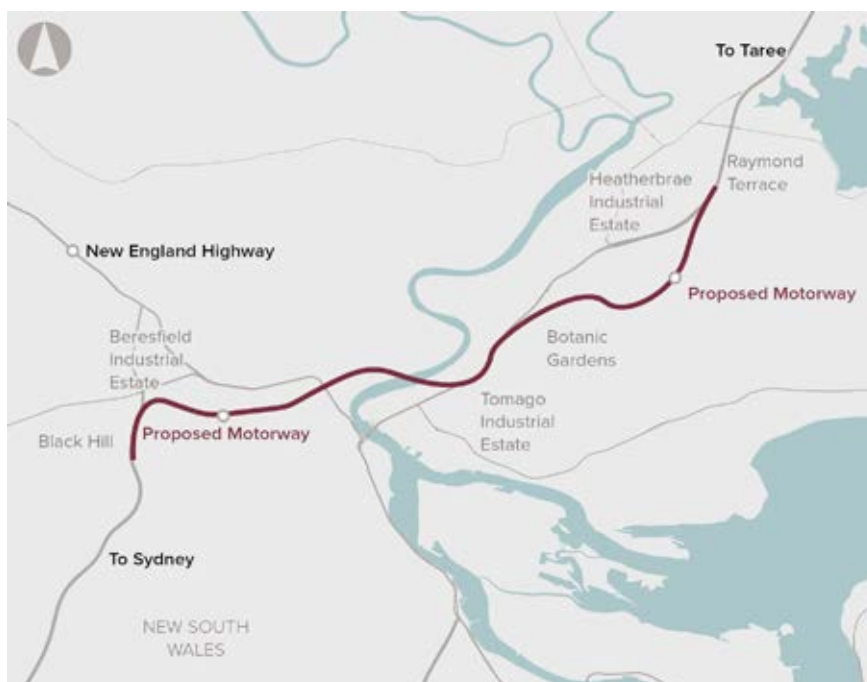 To Taree
Raymond
Terrace
Heatherbrae
Industrial
Estate
New England Highway
Proposed Motorway
Beresfield
Industrial
Estate
Botanic
Gardens
Tomago
Industrial
Estate
Black Hill
Proposed Motorway
To Sydney
NEW SOUTH
WALES